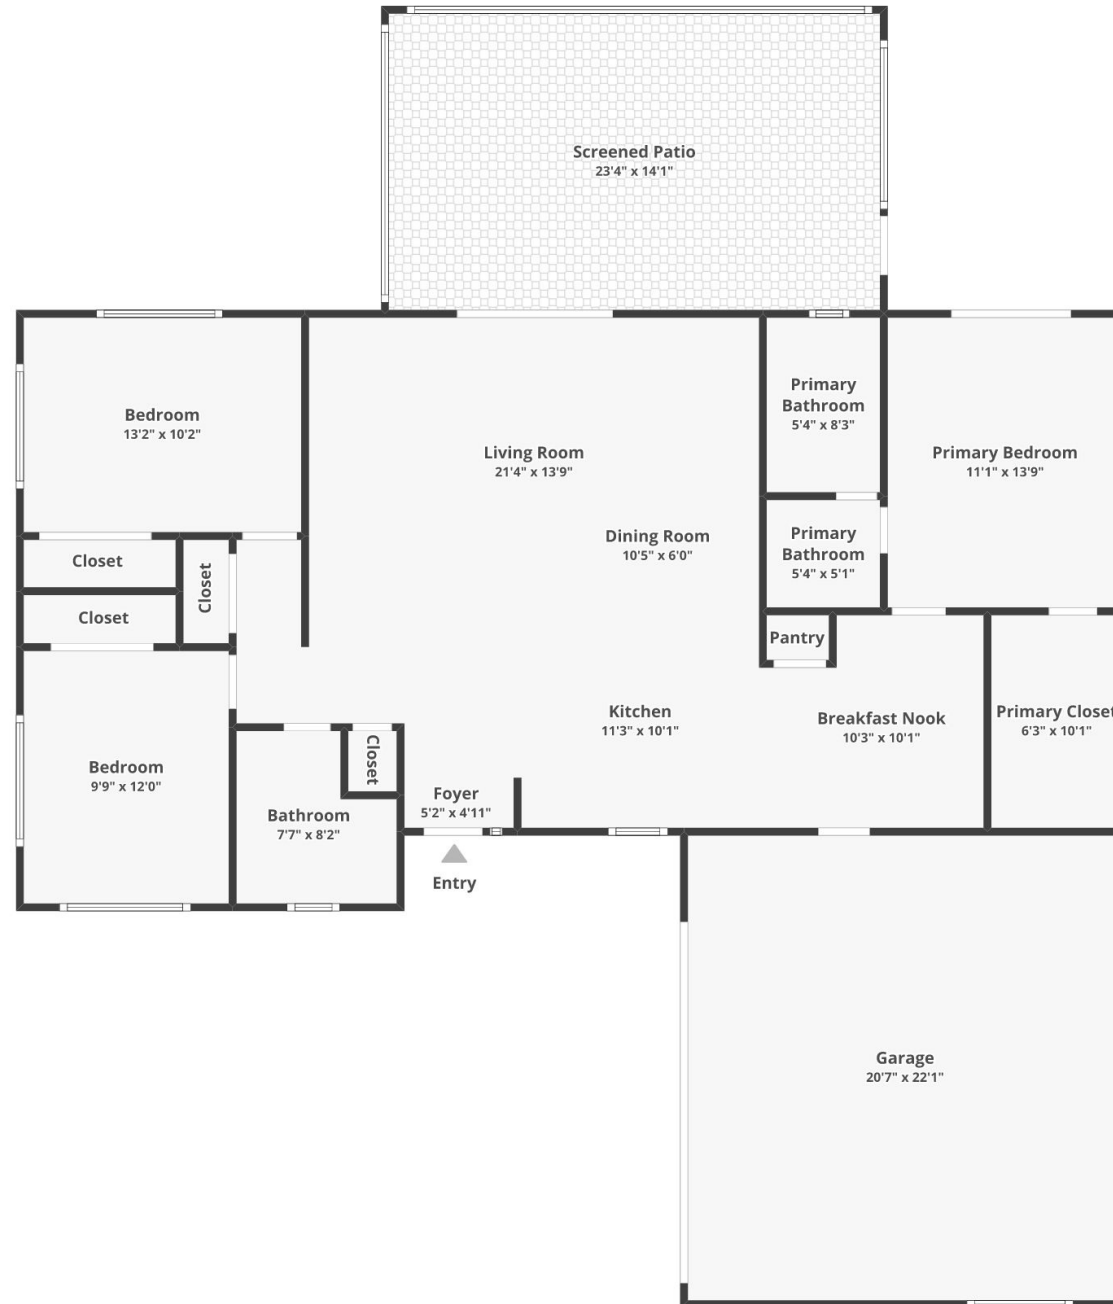 Screened Patio
23'4" x 14'1"
Bedroom
13'2" x 10'2"
Living Room
21'4" x 13'9"
Primary
Bathroom
5'4" x 8'3"
Primary Bedroom
11'1" x 13'9"
Dining Room
10'5" x 6'0"
Primary
Bathroom
5'4" x 5'1"
Closet
Closet
Closet
Pantry
Kitchen
11'3" x 10'1"
Breakfast Nook
10'3" x 10'1"
Primary Closet
6'3" x 10'1"
Bedroom
9'9" x 12'0"
Closet
Bathroom
7'7" x 8'2"
Foyer
5'2" x 4'11"
Entry
Garage
20'7" x 22'1"